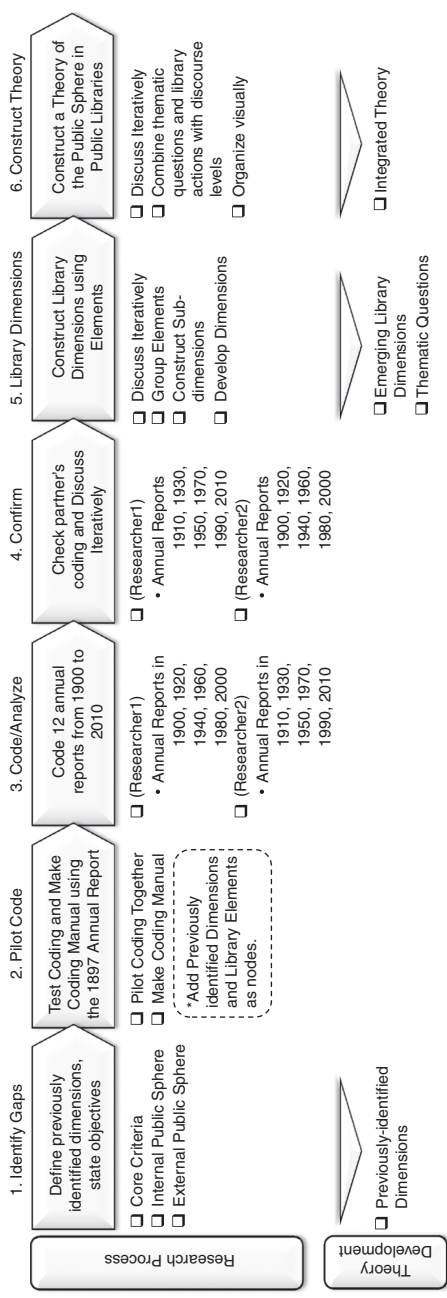 Research Process
1. Identify Gaps
Define previously
identified dimensions,
state objectives
❑ Core Criteria
❑ Internal Public Sphere
❑ External Public Sphere
2. Pilot Code
Test Coding and Make
Coding Manual using
the 1897 Annual Report
❑ Pilot Coding Together
❑ Make Coding Manual
*Add Previously
identified Dimensions
and Library Elements
as nodes.
3. Code/Analyze
Code 12 annual
reports from 1900 to
2010
❑ (Researcher1)
• Annual Reports in
1900, 1920,
1940, 1960,
1980, 2000
❑ (Researcher2)
• Annual Reports in
1910, 1930,
1950, 1970,
1990, 2010
4. Confirm
Check partner's
coding and Discuss
Iteratively
❑ (Researcher1)
• Annual Reports
1910, 1930,
1950, 1970,
1990, 2010
❑ (Researcher2)
• Annual Reports
1900, 1920,
1940, 1960,
1980, 2000
5. Library Dimensions
Construct Library
Dimensions using
Elements
❑ Discuss Iteratively
❑ Group Elements
❑ Construct Sub-
dimensions
❑ Develop Dimensions
6. Construct Theory
Construct a Theory of
the Public Sphere in
Public Libraries
❑ Discuss Iteratively
❑ Combine thematic
questions and library
actions with discourse
levels
❑ Organize visually
Theory
Development
❑ Previously-identified
Dimensions
❑ Emerging Library
Dimensions
❑ Thematic Questions
❑ Integrated Theory